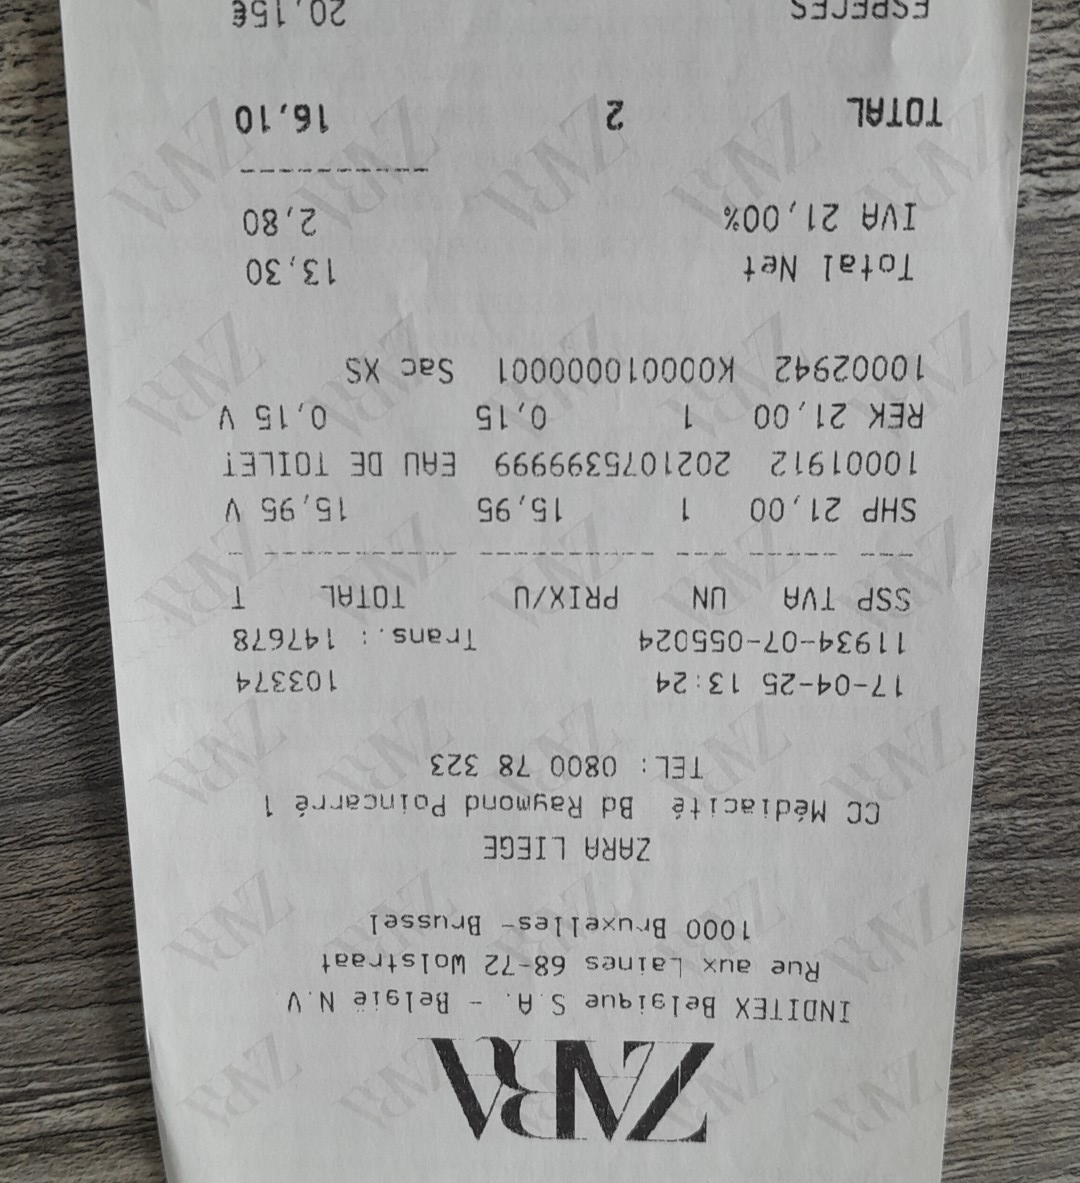 ZARA
INDITEX Belgique S.A. - België N.V
Rue aux Laines 68-72 Wolstraat
1000 Bruxelles- Brussel
ZARA LIEGE
CC Médiacité Bd Raymond Poincarré 1
TEL: 0800 78 323
17-04-25 13:24 103374
11934-07-055024 Trans.: 147678
SSP TVA UN PRIX/U TOTAL T
SHP 21,00 1 15,95 15,95 V
10001912 20210753999999 EAU DE TOILET
REK 21,00 1 0,15 0,15 V
10002942 K000010000001 Sac XS
Total Net 13,30
IVA 21,00% 2,80
TOTAL 2 16,10
ESPECES 20,15€